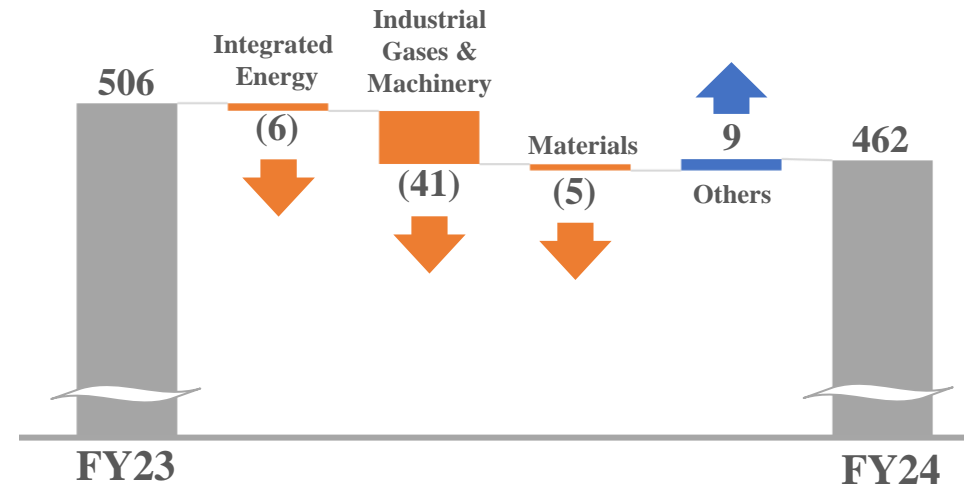 506
Integrated
Energy
(6)
Industrial
Gases &
Machinery
(41)
Materials
(5)
9
Others
462
FY23
FY24